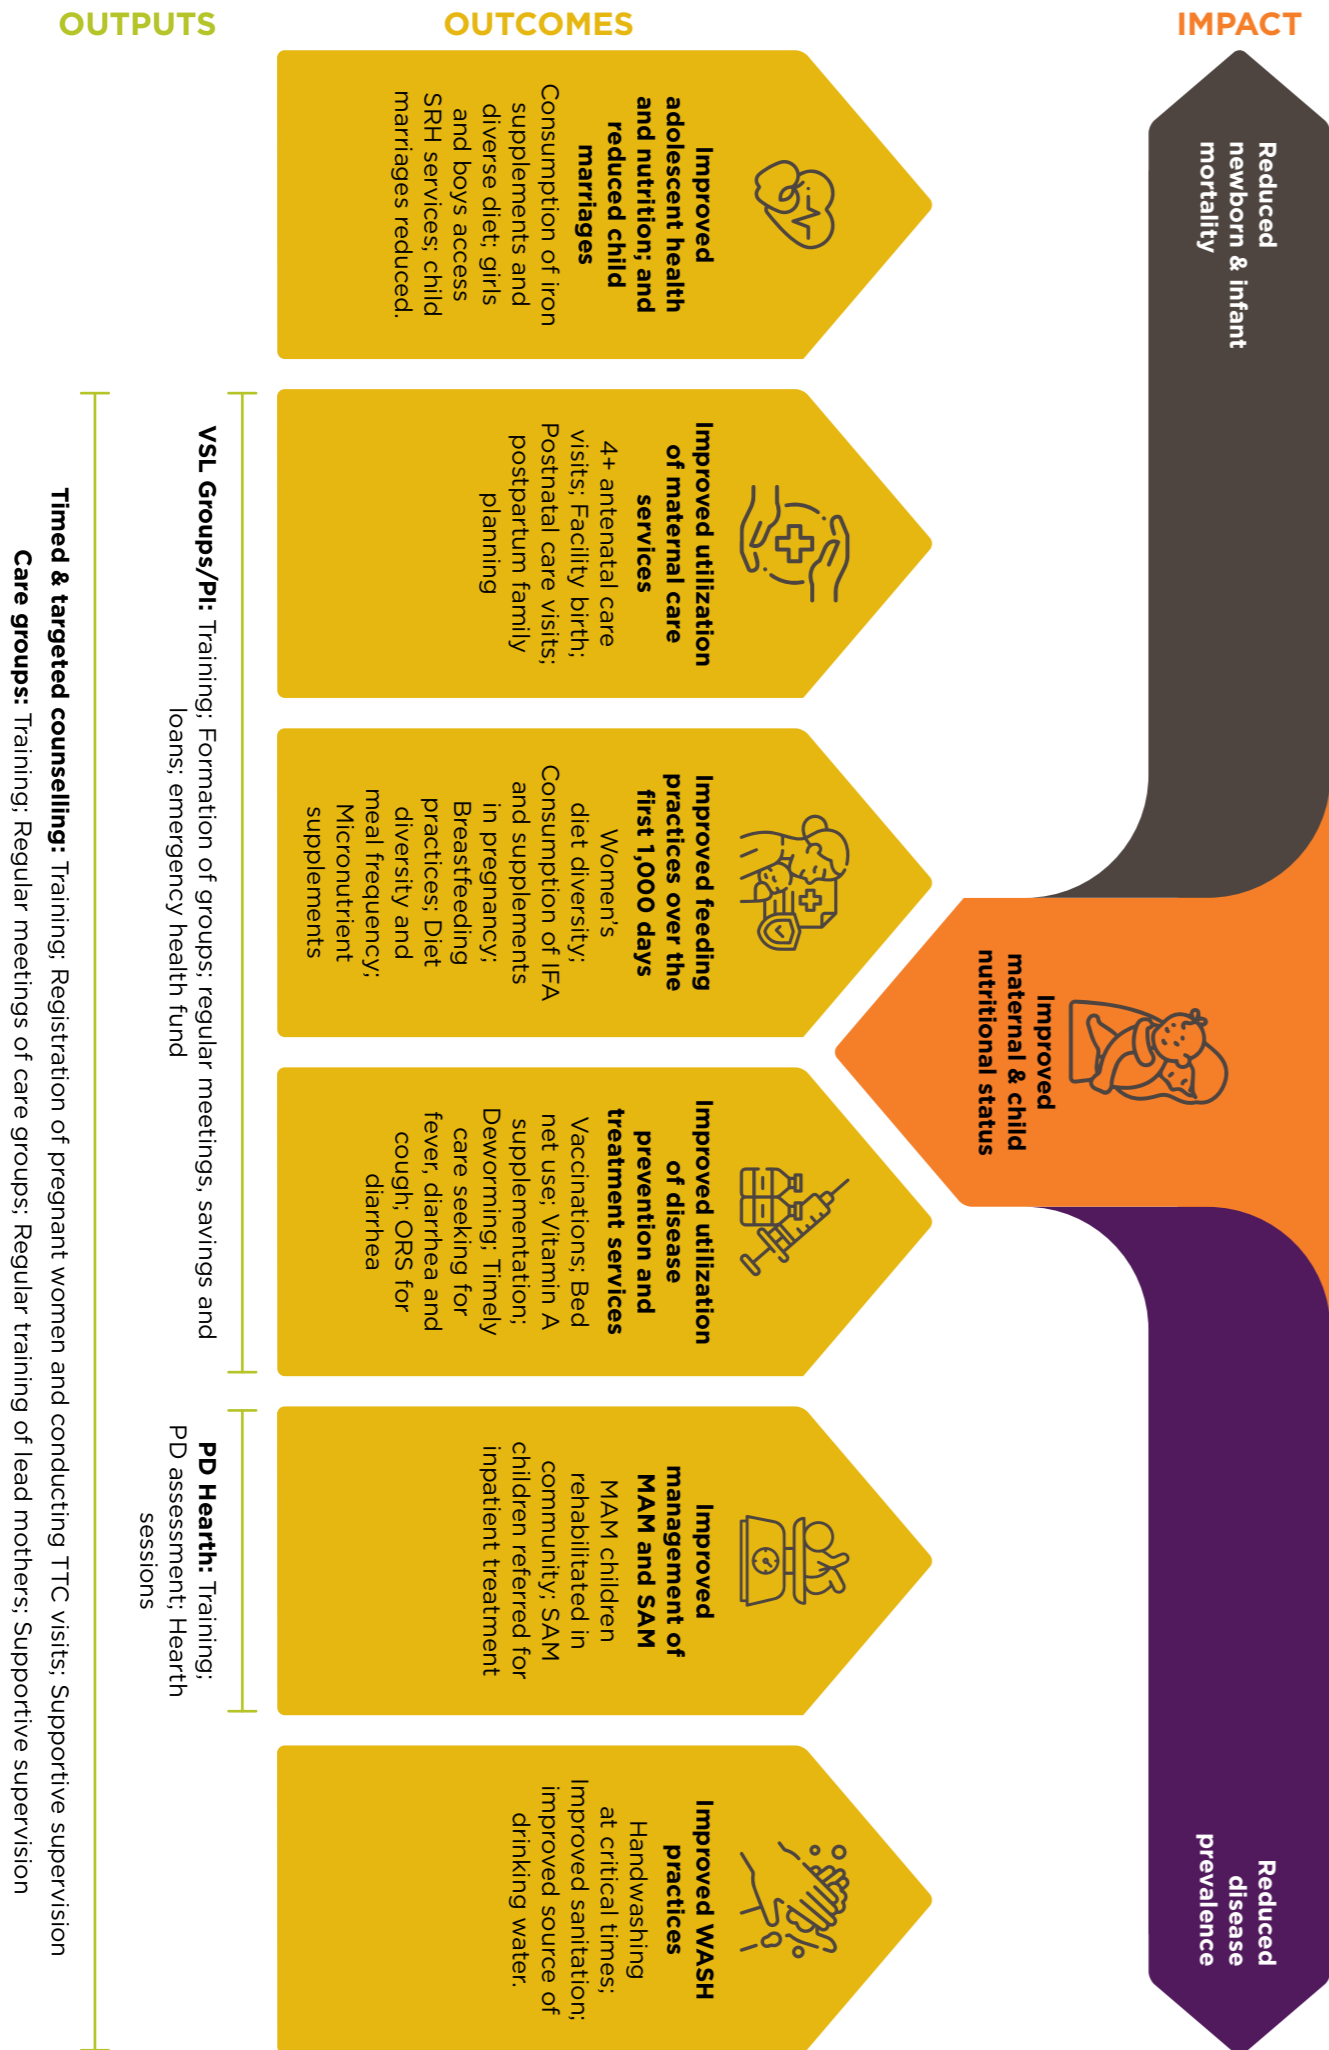 IMPACT
Reduced
newborn & infant
mortality
Improved
maternal & child
nutritional status
Reduced
disease
prevalence
OUTCOMES
Improved
adolescent health
and nutrition; and
reduced child
marriages
Consumption of iron
supplements and
diverse diet; girls
and boys access
SRH services; child
marriages reduced.
Improved utilization
of maternal care
services
4+ antenatal care
visits; Facility birth;
Postnatal care visits;
postpartum family
planning
Improved feeding
practices over the
first 1,000 days
Women's
diet diversity;
Consumption of IFA
and supplements
in pregnancy;
Breastfeeding
practices; Diet
diversity and
meal frequency;
Micronutrient
supplements
Improved utilization
of disease
prevention and
treatment services
Vaccinations; Bed
net use; Vitamin A
supplementation;
Deworming; Timely
care seeking for
fever, diarrhea and
cough; ORS for
diarrhea
Improved
management of
MAM and SAM
MAM children
rehabilitated in
community; SAM
children referred for
inpatient treatment
Improved WASH
practices
Handwashing
at critical times;
Improved sanitation;
improved source of
drinking water.
OUTPUTS
VSL Groups/PI: Training; Formation of groups; regular meetings, savings and
loans; emergency health fund
PD Hearth: Training;
PD assessment; Hearth
sessions
Timed & targeted counselling: Training; Registration of pregnant women and conducting TTC visits; Supportive supervision
Care groups: Training; Regular meetings of care groups; Regular training of lead mothers; Supportive supervision